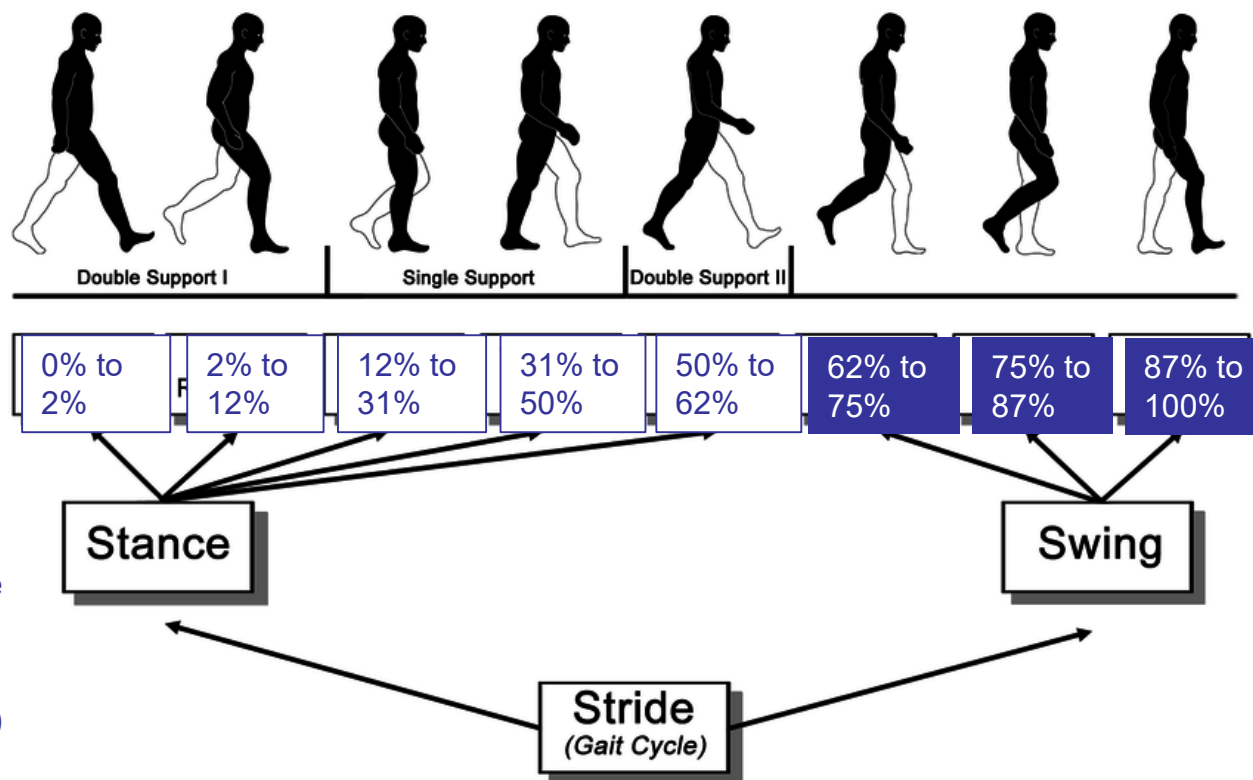 Double Support I
Single Support
Double Support II
0% to
2%
2% to
12%
12% to
31%
31% to
50%
50% to
62%
62% to
75%
75% to
87%
87% to
100%
Stance
Swing
Stride
(Gait Cycle)